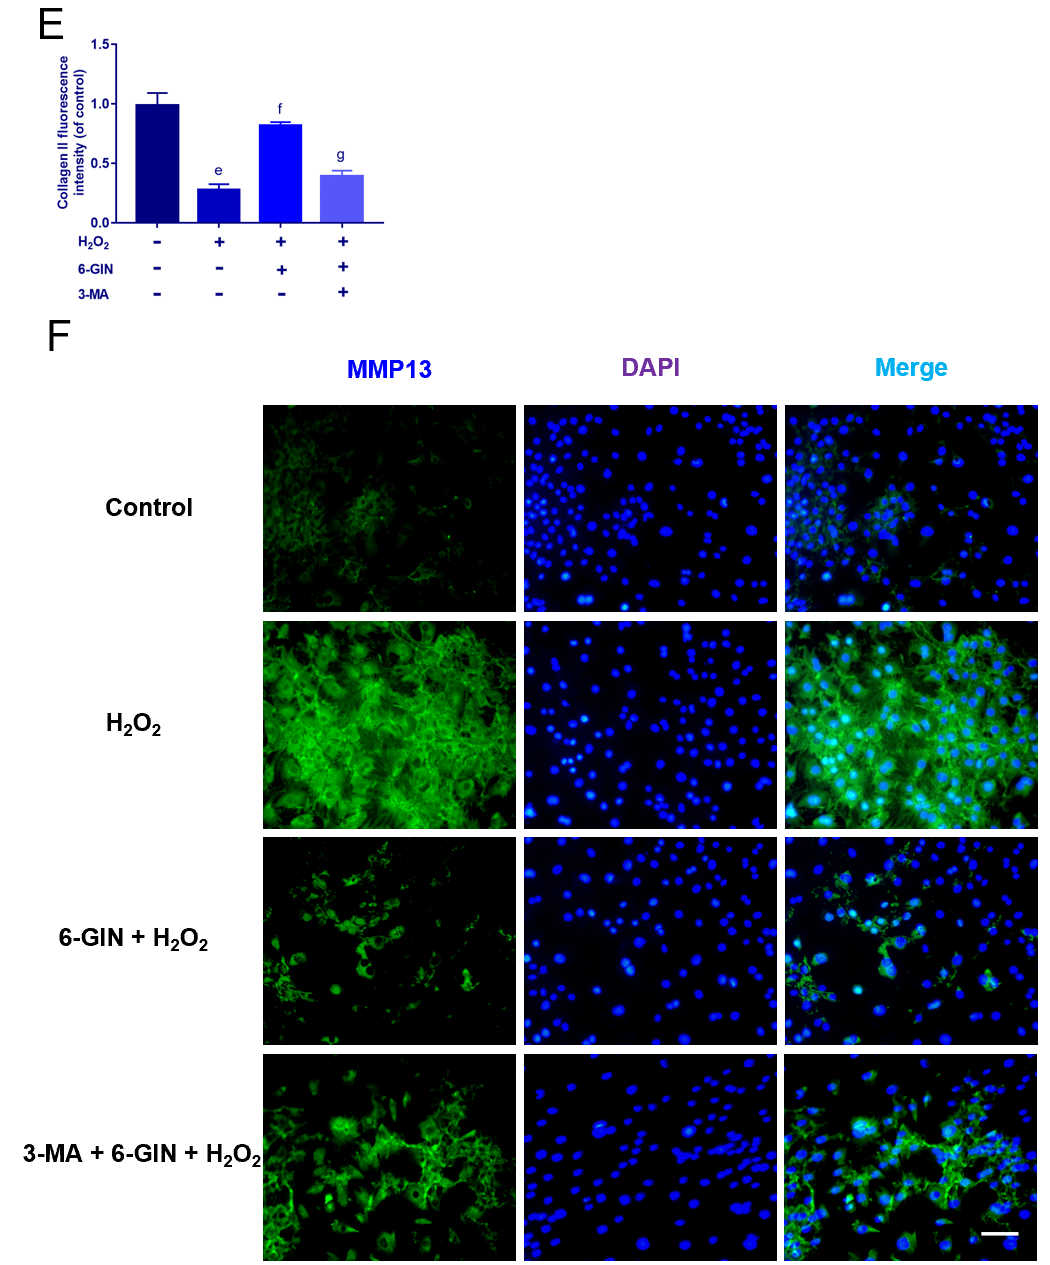 E
Collagen II fluorescence
intensity (of control)
1.5
1.0
0.5
0.0
e
f
g
H₂O₂ - + + +
6-GIN - - + +
3-MA - - - +
F
MMP13 DAPI Merge
Control
H₂O₂
6-GIN + H₂O₂
3-MA + 6-GIN + H₂O₂